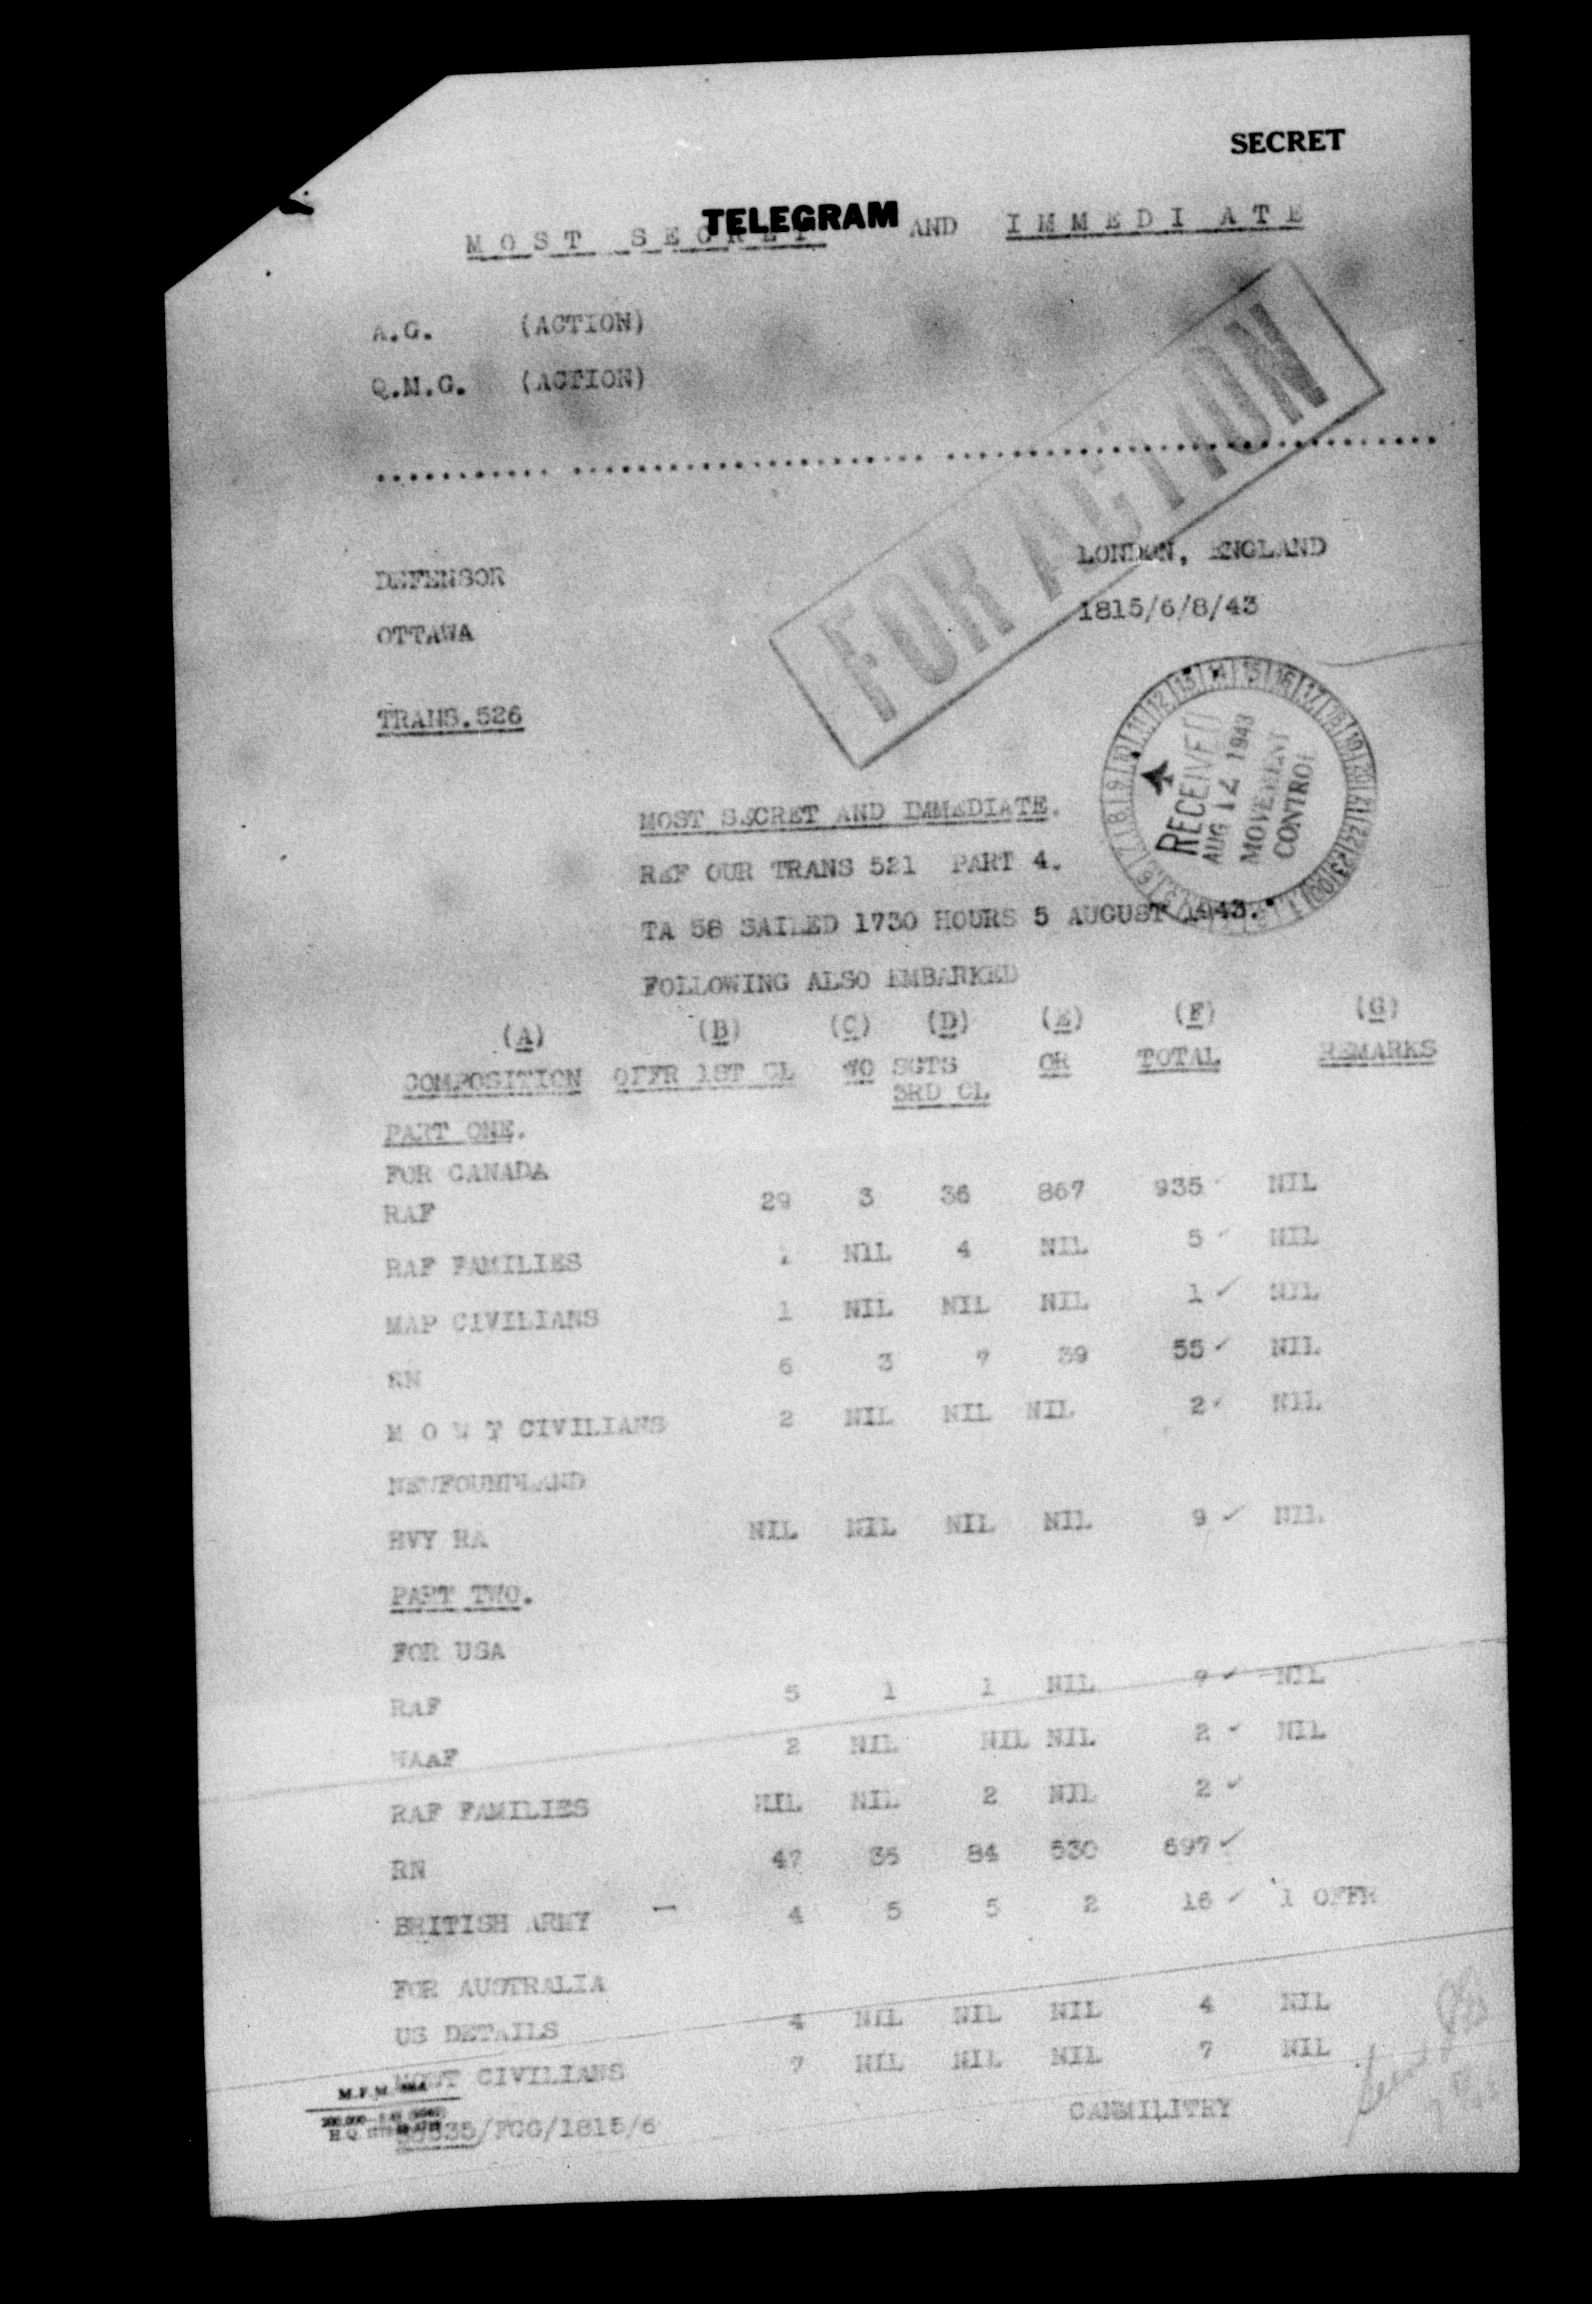 SECRET
TELEGRAM
MOST SECRET AND IMMEDIATE
A.G. (ACTION)
Q.M.G. (ACTION)
FOR ACTION
LONDON, ENGLAND
DEFENSOR
1815/6/8/43
OTTAWA
TRANS.526
RECEIVED
AUG 12 1943
MOVEMENT
CONTROL
MOST SECRET AND IMMEDIATE.
REF OUR TRANS 521 PART 4.
TA 58 SAILED 1730 HOURS 5 AUGUST 1943.
FOLLOWING ALSO EMBARKED
(A) (B) (C) (D) (E) (F) (G)
COMPOSITION OFFR 1ST CL WO SGTS OR TOTAL REMARKS
3RD CL
PART ONE.
FOR CANADA
RAF 29 3 36 867 935 NIL
RAF FAMILIES 1 NIL 4 NIL 5 NIL
MAP CIVILIANS 1 NIL NIL NIL 1 NIL
RN 6 3 7 39 55 NIL
M O W T CIVILIANS 2 NIL NIL NIL 2 NIL
NEWFOUNDLAND
HVY RA NIL NIL NIL NIL 9 NIL
PART TWO.
FOR USA
RAF 5 1 1 NIL 7 NIL
WAAF 2 NIL NIL NIL 2 NIL
RAF FAMILIES NIL NIL 2 NIL 2
RN 47 36 84 530 697
BRITISH ARMY - 4 5 5 2 16 1 OFFR
FOR AUSTRALIA
US DETAILS 4 NIL NIL NIL 4 NIL
MOWT CIVILIANS 7 NIL NIL NIL 7 NIL
M.F.M.
CANMILITRY
H.Q.
/FCG/1815/6